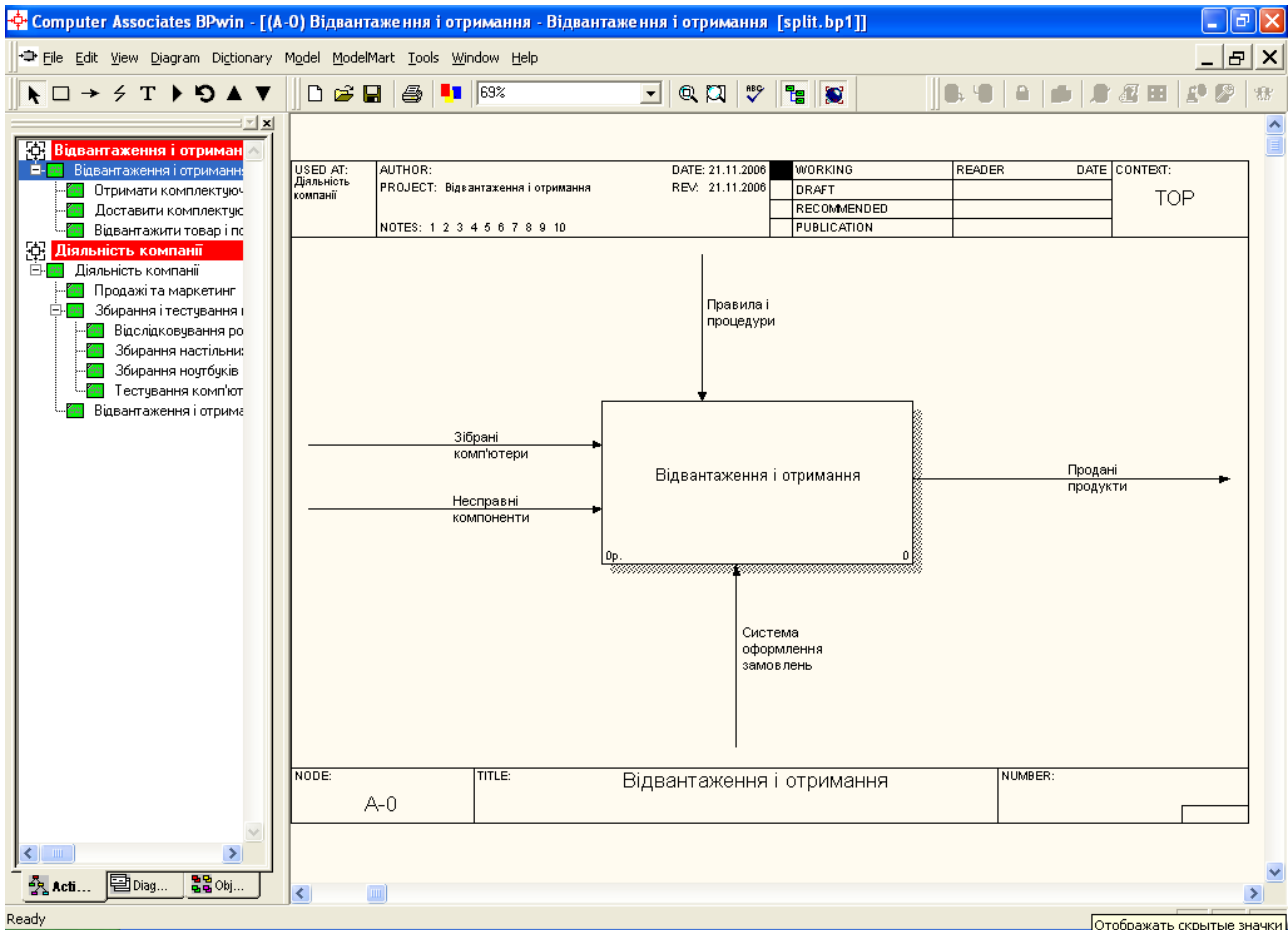 Computer Associates BPwin - [(A-0) Відвантаження і отримання - Відвантаження і отримання [split.bp1]]
File Edit View Diagram Dictionary Model ModelMart Tools Window Help
T 69% ABC
Відвантаження і отриман
Відвантаження і отриманн
Отримати комплектуюч
Доставити комплектую
Відвантажити товар і по
Діяльність компанії
Діяльність компанії
Продажі та маркетинг
Збирання і тестування
Відслідковування ро
Збирання настільни
Збирання ноутбуків
Тестування комп'ют
Відвантаження і отрима
Acti... Diag... Obj...
USED AT:
Діяльність
компанії
AUTHOR:
PROJECT: Відвантаження і отримання
NOTES: 1 2 3 4 5 6 7 8 9 10
DATE: 21.11.2006
REV: 21.11.2006
WORKING
DRAFT
RECOMMENDED
PUBLICATION
READER DATE
CONTEXT:
TOP
Правила і
процедури
Зібрані
комп'ютери
Несправні
компоненти
Відвантаження і отримання
0р. 0
Продані
продукти
Система
оформлення
замовлень
NODE:
A-0
TITLE:
Відвантаження і отримання
NUMBER:
Ready
Отображать скрытые значки